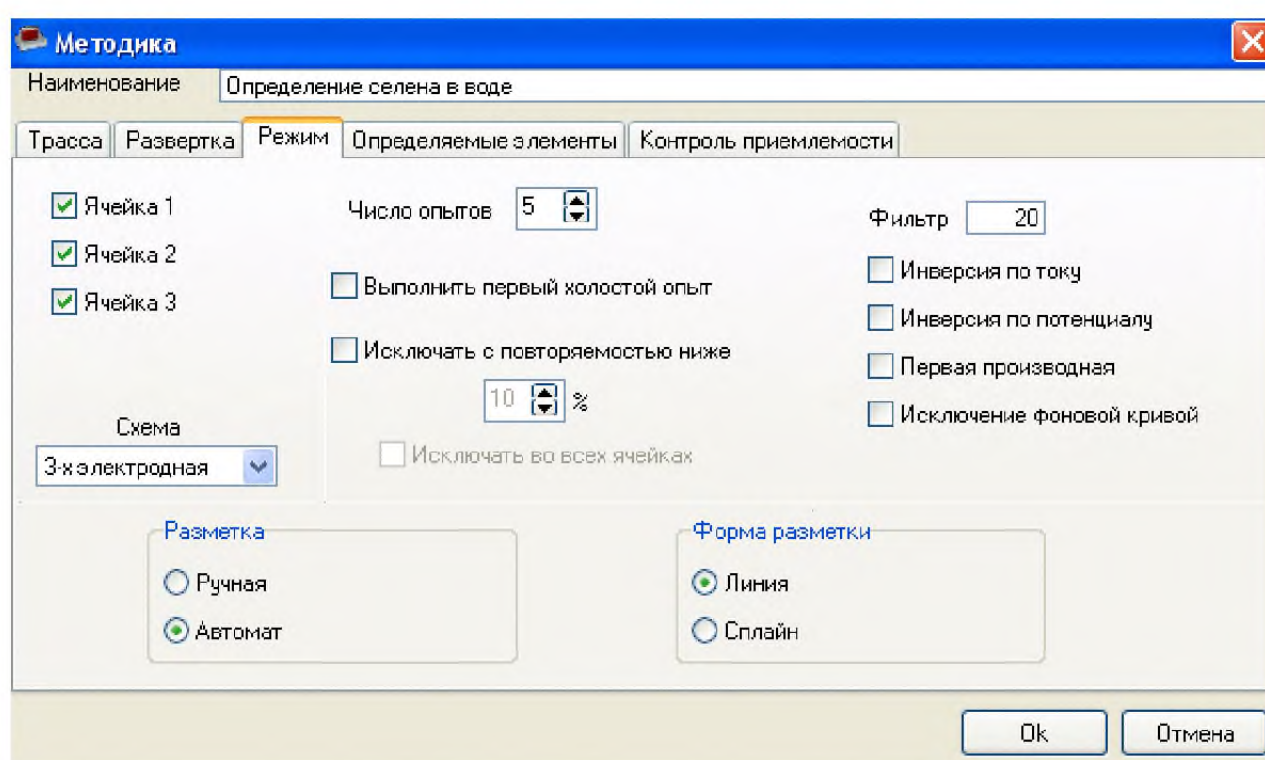 Методика
Наименование Определение селена в воде
Трасса Развертка Режим Определяемые элементы Контроль приемлемости
Ячейка 1
Ячейка 2
Ячейка 3
Схема
3-х электродная
Число опытов 5
Выполнить первый холостой опыт
Исключать с повторяемостью ниже
10 %
Исключать во всех ячейках
Фильтр 20
Инверсия по току
Инверсия по потенциалу
Первая производная
Исключение фоновой кривой
Разметка
Ручная
Автомат
Форма разметки
Линия
Сплайн
Ok Отмена